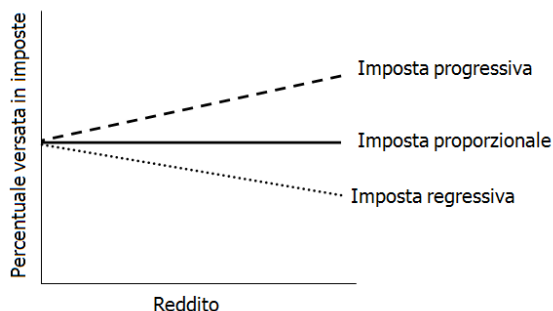 Percentuale versata in imposte
Imposta progressiva
Imposta proporzionale
Imposta regressiva
Reddito